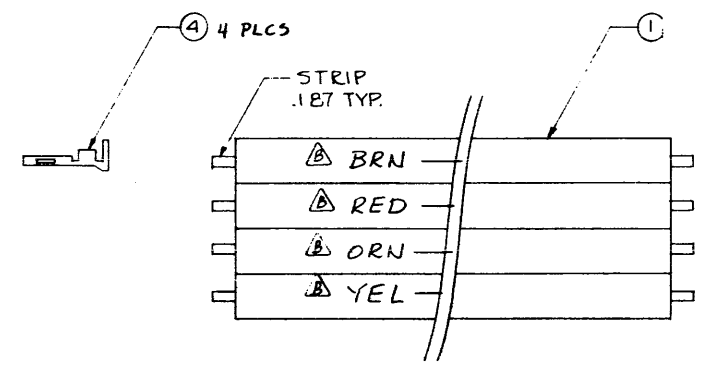 4 4 PLCS
1
STRIP
.187 TYP.
B BRN
B RED
B ORN
B YEL